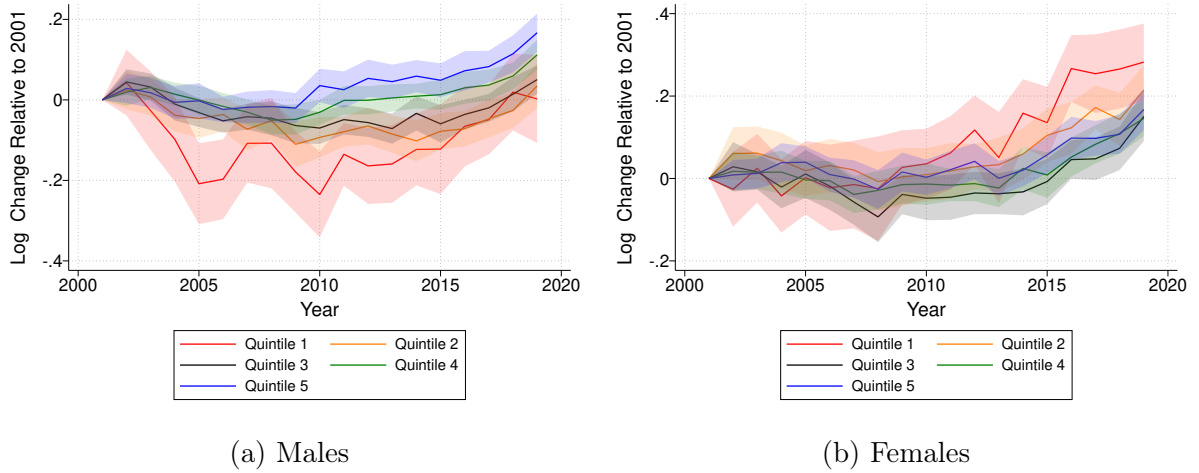 Log Change Relative to 2001
.2
0
-.2
-.4
2000 2005 2010 2015 2020
Year
Quintile 1 Quintile 2
Quintile 3 Quintile 4
Quintile 5
(a) Males
Log Change Relative to 2001
.4
.2
0
-.2
2000 2005 2010 2015 2020
Year
Quintile 1 Quintile 2
Quintile 3 Quintile 4
Quintile 5
(b) Females